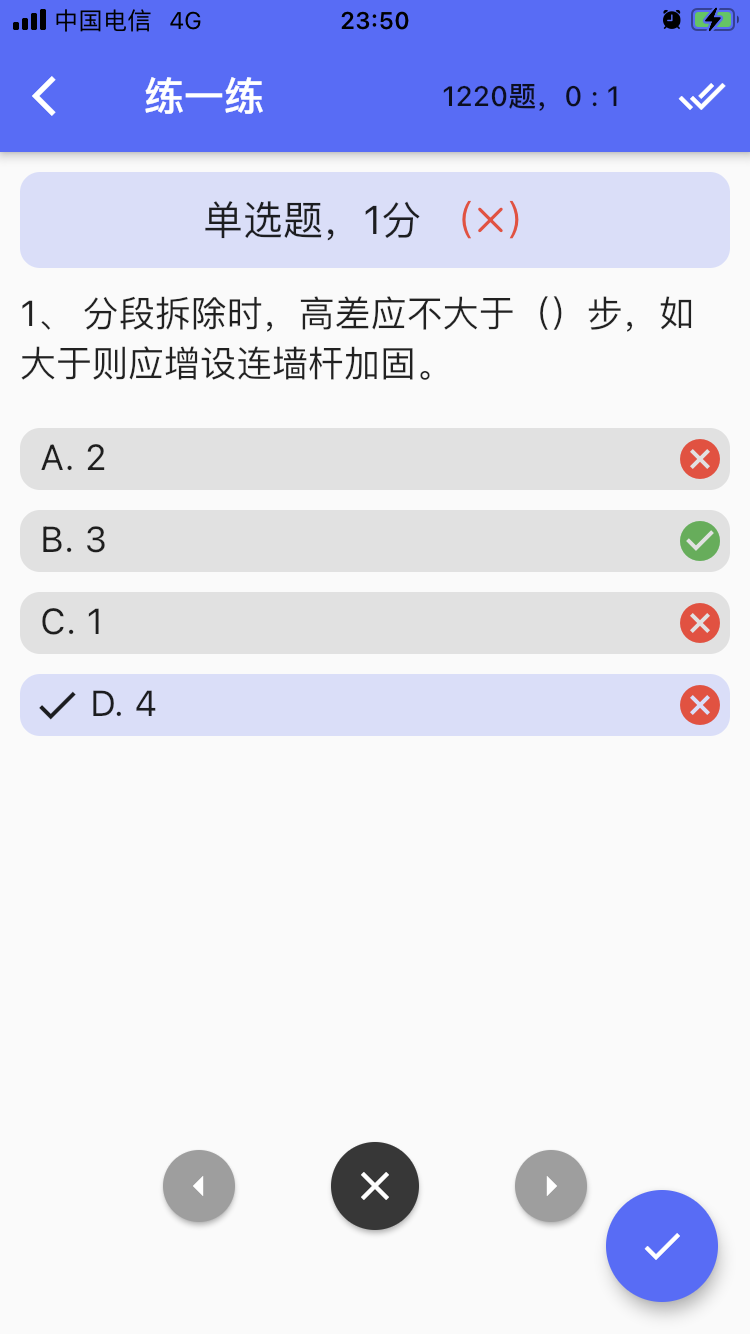 中国电信 4G 23:50
练一练 1220题，0 : 1
单选题，1分 (×)
1、 分段拆除时，高差应不大于（）步，如
大于则应增设连墙杆加固。
A. 2
B. 3
C. 1
D. 4